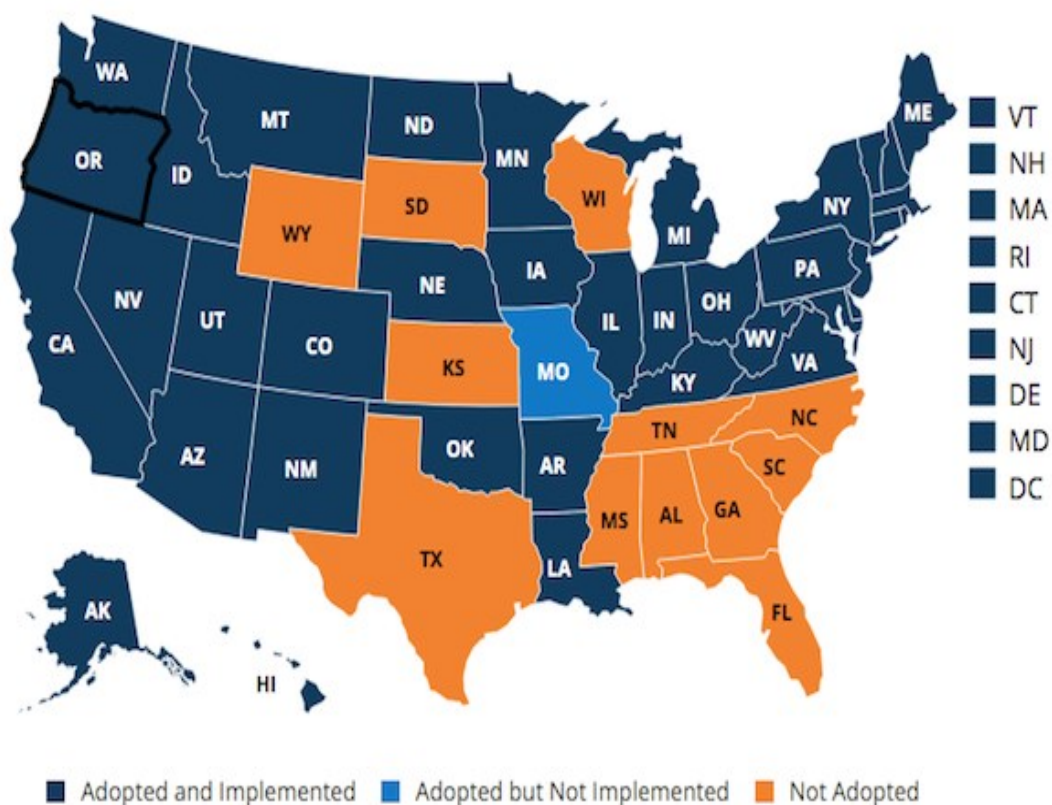 WA
ME
VT
MT
ND
MN
NH
OR
ID
WI
NY
MA
SD
MI
WY
RI
PA
IA
NE
CT
NV
OH
IL
IN
UT
NJ
CA
CO
WV
VA
KS
MO
KY
DE
NC
TN
MD
AZ
OK
AR
SC
NM
DC
MS
AL
GA
TX
LA
AK
FL
HI
Adopted and Implemented
Adopted but Not Implemented
Not Adopted